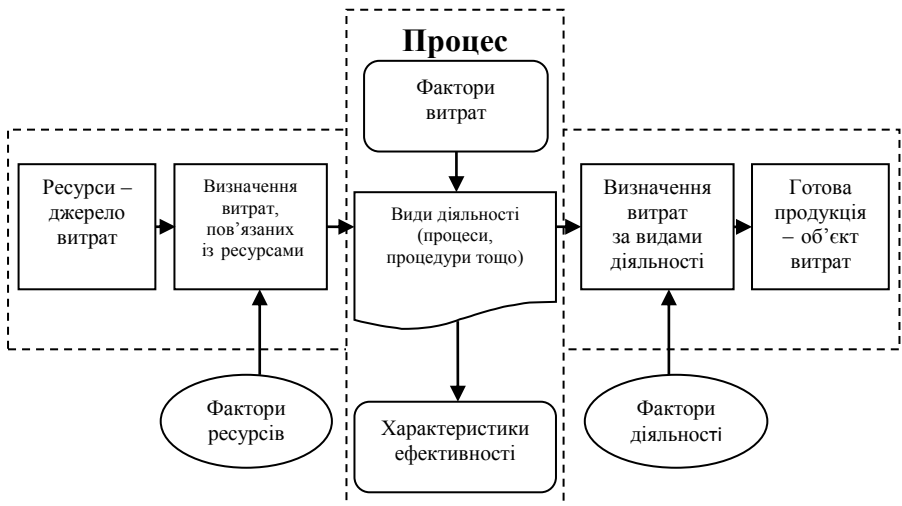 Процес
Фактори
витрат
Ресурси –
джерело
витрат
Визначення
витрат,
пов’язаних
із ресурсами
Види діяльності
(процеси,
процедури тощо)
Визначення
витрат
за видами
діяльності
Готова
продукція
– об’єкт
витрат
Фактори
ресурсів
Характеристики
ефективності
Фактори
діяльності